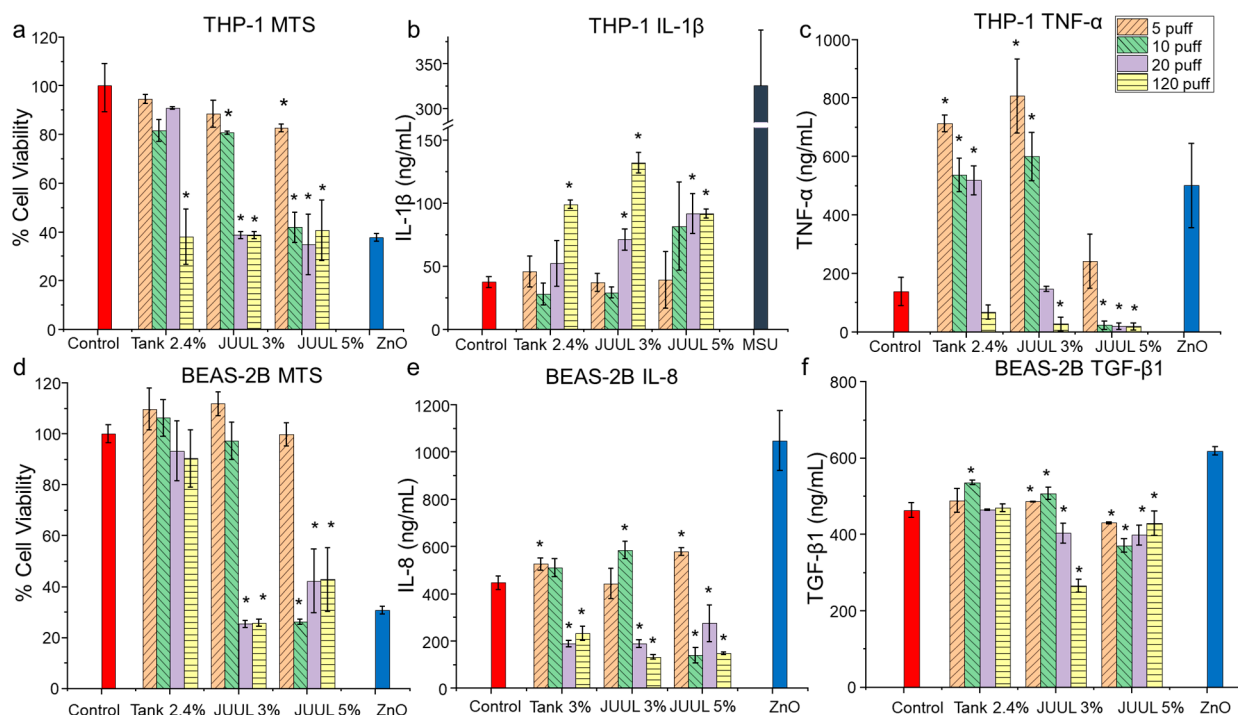 a
THP-1 MTS
% Cell Viability
120
100
80
60
40
20
0
*
*
*
*
*
*
*
*
Control
Tank 2.4%
JUUL 3%
JUUL 5%
ZnO
b
THP-1 IL-1β
IL-1β (ng/mL)
350
325
300
150
100
50
0
*
*
*
*
*
Control
Tank 2.4%
JUUL 3%
JUUL 5%
MSU
c
THP-1 TNF-α
5 puff
10 puff
20 puff
120 puff
TNF-α (ng/mL)
1000
800
600
400
200
0
*
*
*
*
*
*
*
*
*
Control
Tank 2.4%
JUUL 3%
JUUL 5%
ZnO
d
BEAS-2B MTS
% Cell Viability
120
100
80
60
40
20
0
*
*
*
*
*
Control
Tank 2.4%
JUUL 3%
JUUL 5%
ZnO
e
BEAS-2B IL-8
IL-8 (ng/mL)
1200
1000
800
600
400
200
0
*
*
*
*
*
*
*
*
*
*
Control
Tank 3%
JUUL 3%
JUUL 5%
ZnO
f
BEAS-2B TGF-β1
TGF-β1 (ng/mL)
800
600
400
200
0
*
*
*
*
*
*
*
*
*
Control
Tank 2.4%
JUUL 3%
JUUL 5%
ZnO